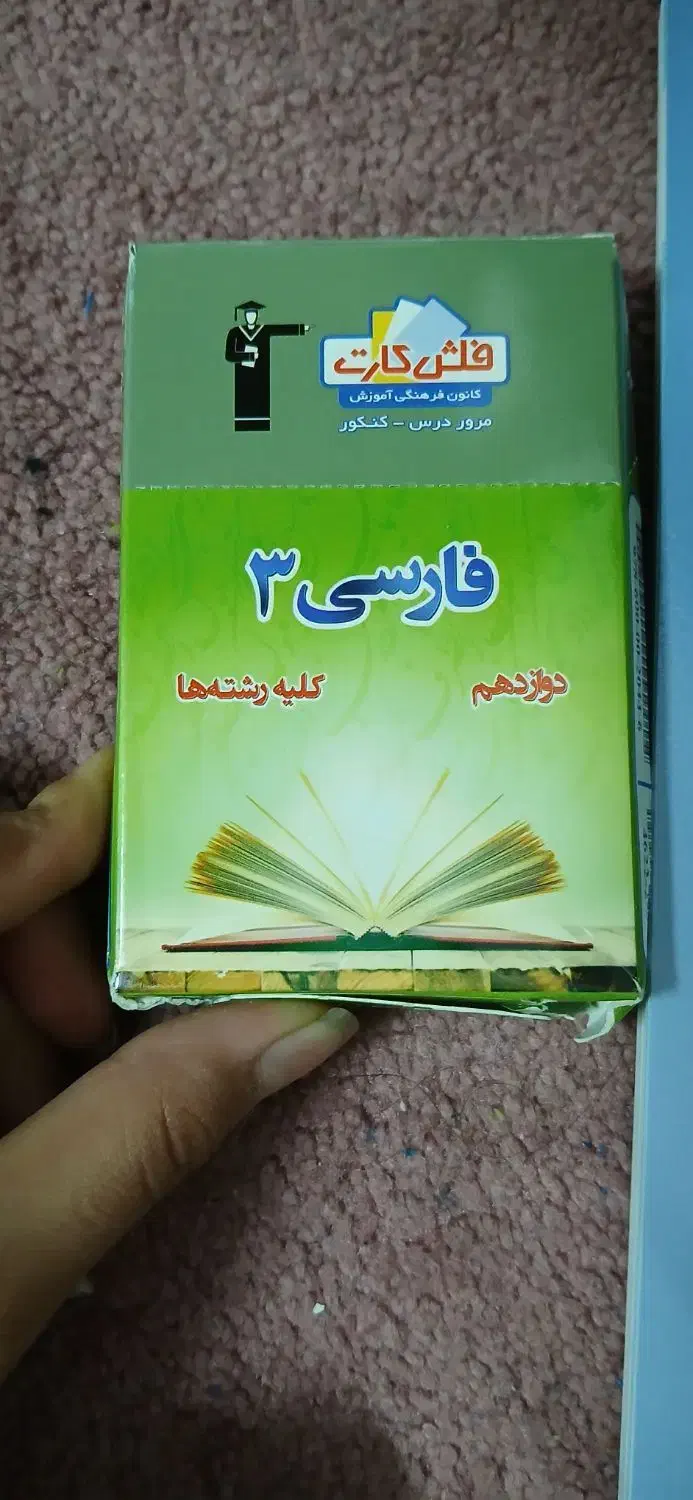 فلش کارت
کانون فرهنگی آموزش
مرور درس - کنکور
فارسی ۳
دوازدهم
کلیه رشته‌ها